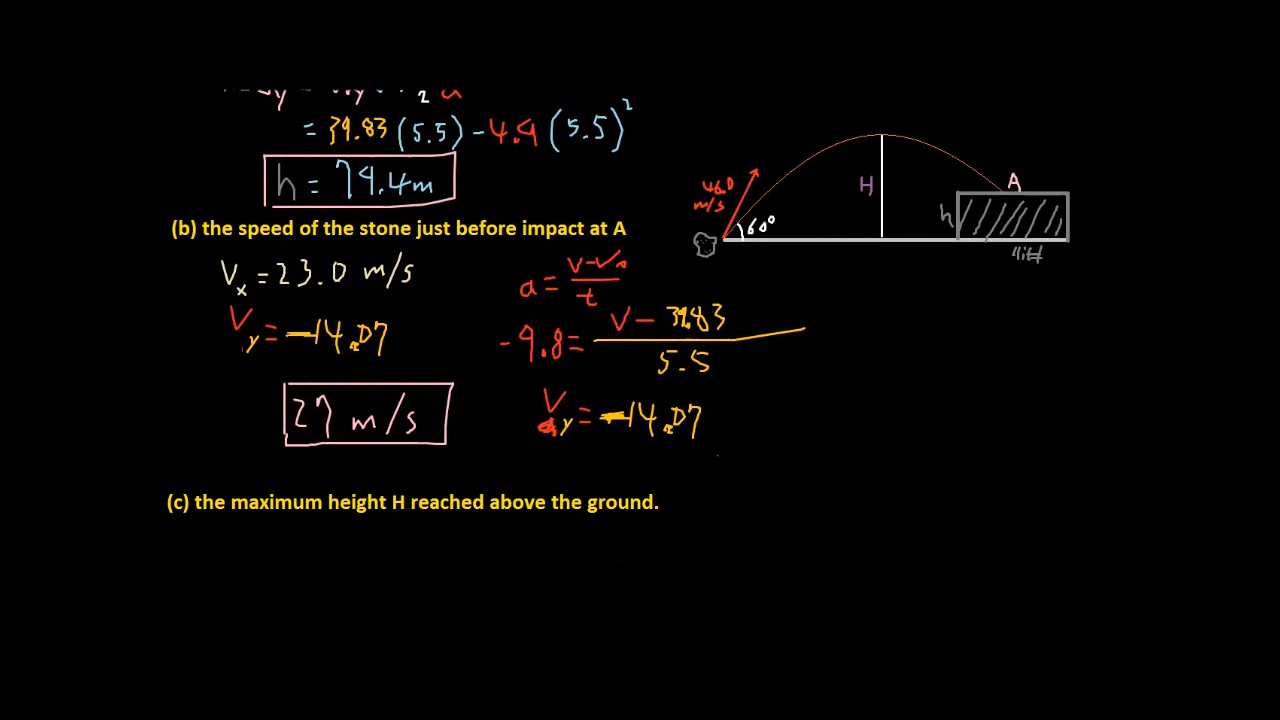 = 39.83 (5.5) - 4.9 (5.5)²
h = 79.4m
(b) the speed of the stone just before impact at A
Vx = 23.0 m/s
Vy = -14.07
27 m/s
a = v-v₀/t
-9.8 = V - 39.83 / 5.5
Vy = -14.07
(c) the maximum height H reached above the ground.
46.0
m/s
60°
H
A
h